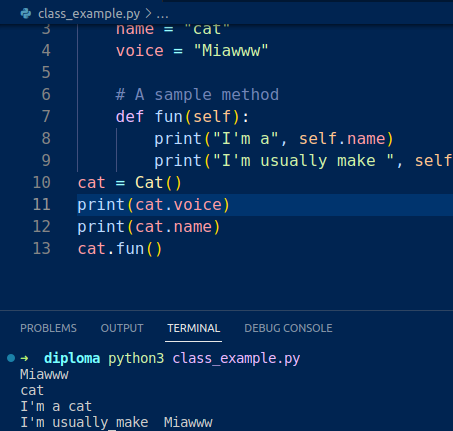 class_example.py > ...
3 name = "cat"
4 voice = "Miawww"
5
6 # A sample method
7 def fun(self):
8 print("I'm a", self.name)
9 print("I'm usually make ", self
10 cat = Cat()
11 print(cat.voice)
12 print(cat.name)
13 cat.fun()
PROBLEMS OUTPUT TERMINAL DEBUG CONSOLE
→ diploma python3 class_example.py
Miawww
cat
I'm a cat
I'm usually make  Miawww